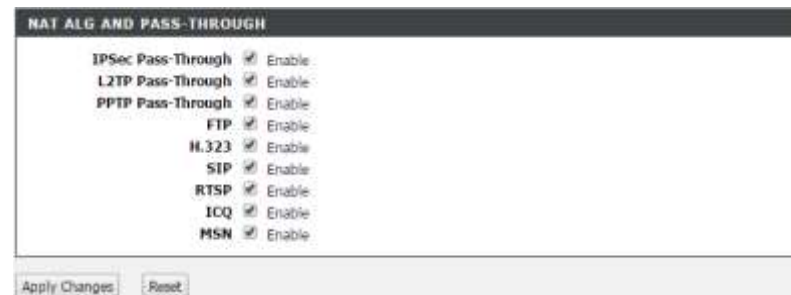 NAT ALG AND PASS-THROUGH
IPSec Pass-Through Enable
L2TP Pass-Through Enable
PPTP Pass-Through Enable
FTP Enable
H.323 Enable
SIP Enable
RTSP Enable
ICQ Enable
MSN Enable
Apply Changes Reset